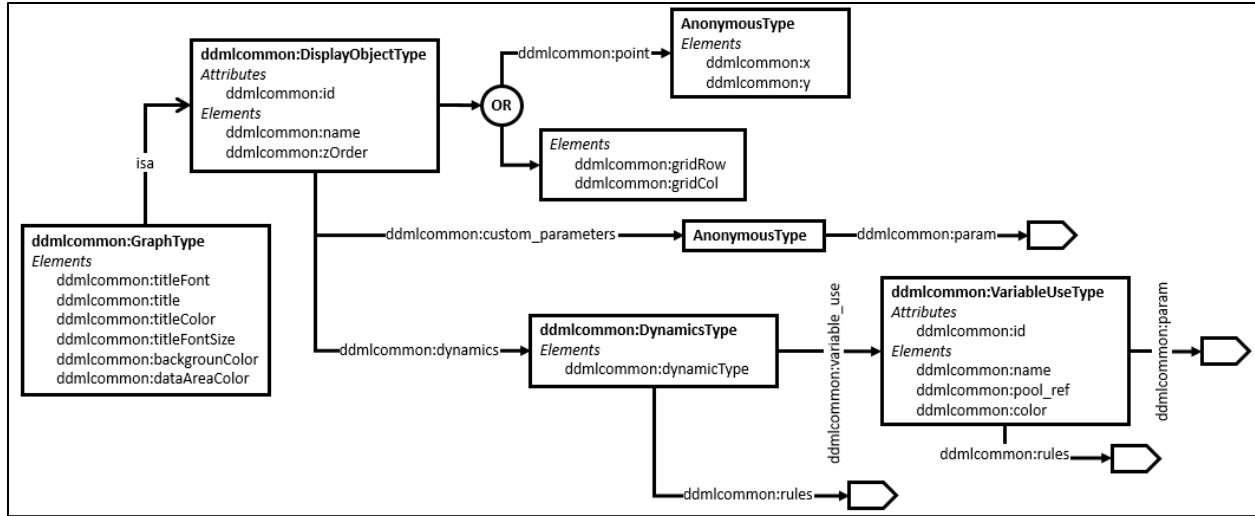 ddmlcommon:DisplayObjectType
Attributes
ddmlcommon:id
Elements
ddmlcommon:name
ddmlcommon:zOrder
OR
ddmlcommon:point
AnonymousType
Elements
ddmlcommon:x
ddmlcommon:y
Elements
ddmlcommon:gridRow
ddmlcommon:gridCol
isa
ddmlcommon:GraphType
Elements
ddmlcommon:titleFont
ddmlcommon:title
ddmlcommon:titleColor
ddmlcommon:titleFontSize
ddmlcommon:backgrounColor
ddmlcommon:dataAreaColor
ddmlcommon:custom_parameters
AnonymousType
ddmlcommon:param
ddmlcommon:dynamics
ddmlcommon:DynamicsType
Elements
ddmlcommon:dynamicType
ddmlcommon:variable_use
ddmlcommon:VariableUseType
Attributes
ddmlcommon:id
Elements
ddmlcommon:name
ddmlcommon:pool_ref
ddmlcommon:color
ddmlcommon:param
ddmlcommon:rules
ddmlcommon:rules